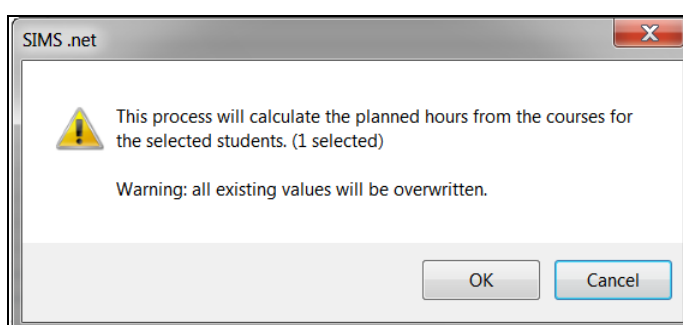 SIMS .net
This process will calculate the planned hours from the courses for
the selected students. (1 selected)
Warning: all existing values will be overwritten.
OK
Cancel